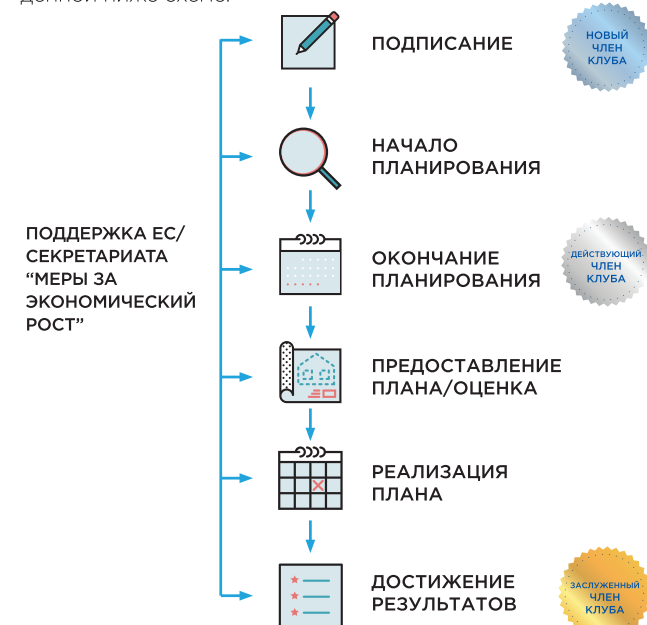 ПОДПИСАНИЕ
НОВЫЙ
ЧЛЕН
КЛУБА
НАЧАЛО
ПЛАНИРОВАНИЯ
ПОДДЕРЖКА ЕС/
СЕКРЕТАРИАТА
“МЕРЫ ЗА
ЭКОНОМИЧЕСКИЙ
РОСТ”
ОКОНЧАНИЕ
ПЛАНИРОВАНИЯ
ДЕЙСТВУЮЩИЙ
ЧЛЕН
КЛУБА
ПРЕДОСТАВЛЕНИЕ
ПЛАНА/ОЦЕНКА
РЕАЛИЗАЦИЯ
ПЛАНА
ДОСТИЖЕНИЕ
РЕЗУЛЬТАТОВ
ЗАСЛУЖЕННЫЙ
ЧЛЕН
КЛУБА